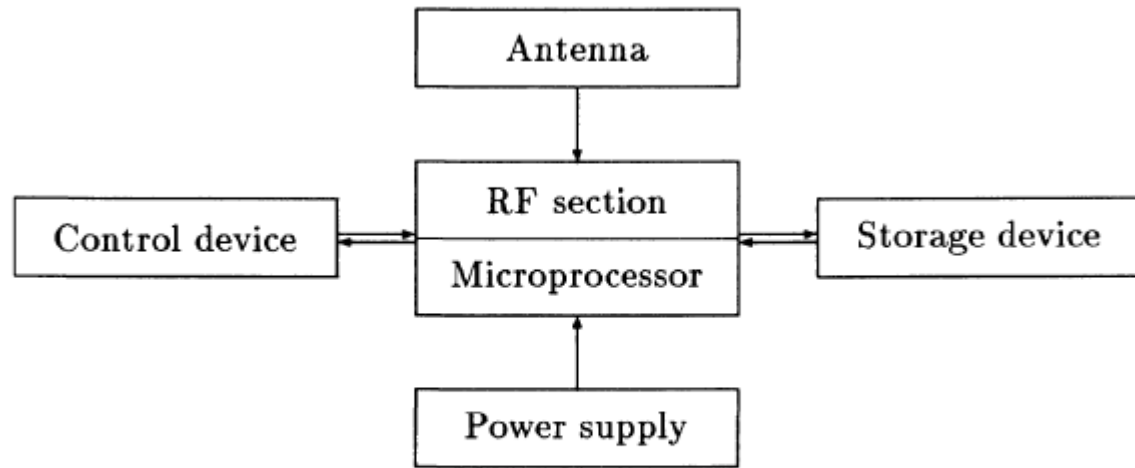 Antenna
RF section
Control device
Storage device
Microprocessor
Power supply